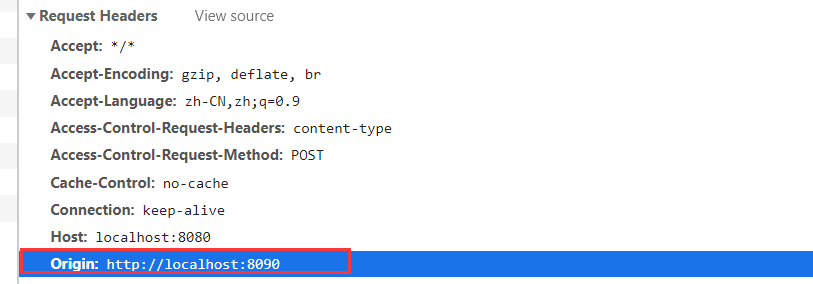 ▼Request Headers View source
Accept: */*
Accept-Encoding: gzip, deflate, br
Accept-Language: zh-CN,zh;q=0.9
Access-Control-Request-Headers: content-type
Access-Control-Request-Method: POST
Cache-Control: no-cache
Connection: keep-alive
Host: localhost:8080
Origin: http://localhost:8090